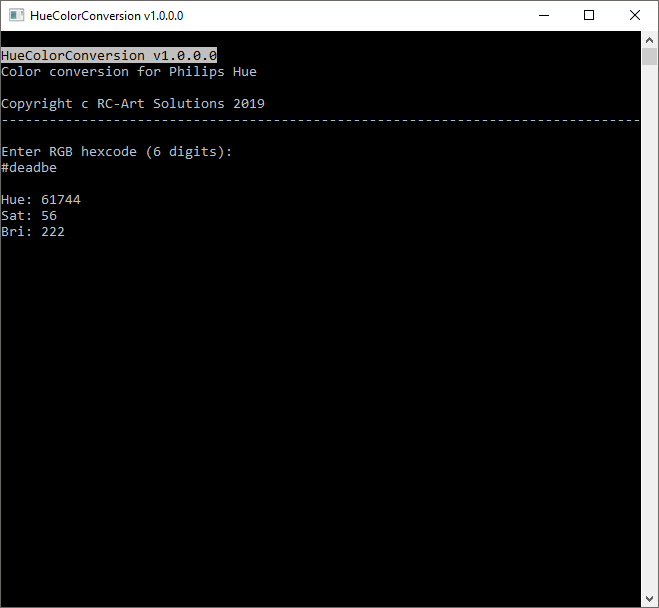 HueColorConversion v1.0.0.0
HueColorConversion v1.0.0.0
Color conversion for Philips Hue
Copyright c RC-Art Solutions 2019
--------------------------------------------------------------------------------
Enter RGB hexcode (6 digits):
#deadbe
Hue: 61744
Sat: 56
Bri: 222